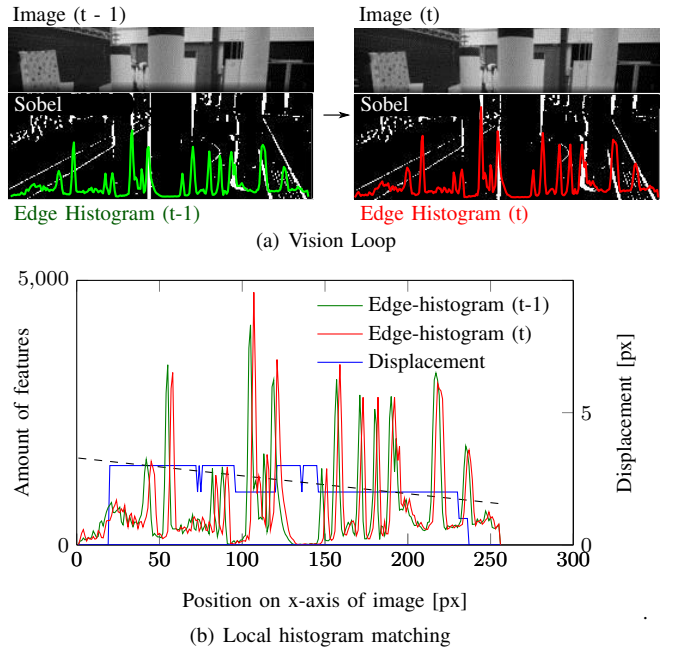 Image (t - 1)
Image (t)
Sobel
Sobel
Edge Histogram (t-1)
Edge Histogram (t)
(a) Vision Loop
5,000
Edge-histogram (t-1)
Edge-histogram (t)
Displacement
Amount of features
Displacement [px]
5
0
0
0
50
100
150
200
250
300
Position on x-axis of image [px]
.
(b) Local histogram matching